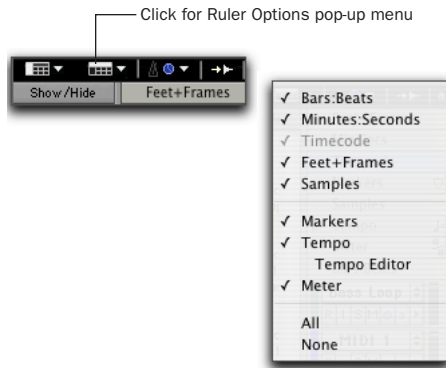 Click for Ruler Options pop-up menu
Show/Hide
Feet+Frames
✓ Bars:Beats
✓ Minutes:Seconds
✓ Timecode
✓ Feet+Frames
✓ Samples
✓ Markers
✓ Tempo
Tempo Editor
✓ Meter
All
None